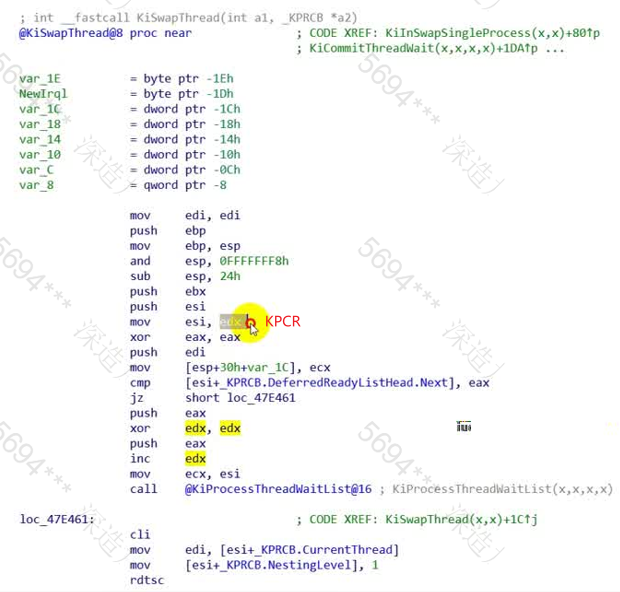 ; int __fastcall KiSwapThread(int a1, _KPRCB *a2)
@KiSwapThread@8 proc near ; CODE XREF: KiInSwapSingleProcess(x,x)+80↑p
; KiCommitThreadWait(x,x,x,x)+1DA↑p ...
var_1E = byte ptr -1Eh
NewIrql = byte ptr -1Dh
var_1C = dword ptr -1Ch
var_18 = dword ptr -18h
var_14 = dword ptr -14h
var_10 = dword ptr -10h
var_C = dword ptr -0Ch
var_8 = qword ptr -8
mov edi, edi
push ebp
mov ebp, esp
and esp, 0FFFFFFF8h
sub esp, 24h
push ebx
push esi
mov esi, edx KPCR
xor eax, eax
push edi
mov [esp+30h+var_1C], ecx
cmp [esi+_KPRCB.DeferredReadyListHead.Next], eax
jz short loc_47E461
push eax
xor edx, edx
push eax
inc edx
mov ecx, esi
call @KiProcessThreadWaitList@16 ; KiProcessThreadWaitList(x,x,x,x)
loc_47E461: ; CODE XREF: KiSwapThread(x,x)+1C↑j
cli
mov edi, [esi+_KPRCB.CurrentThread]
mov [esi+_KPRCB.NestingLevel], 1
rdtsc
5694*** 深造)
5694*** 深造)
5694*** 深造)
5694*** 深造)
5694*** 深造)
5694*** 深造)